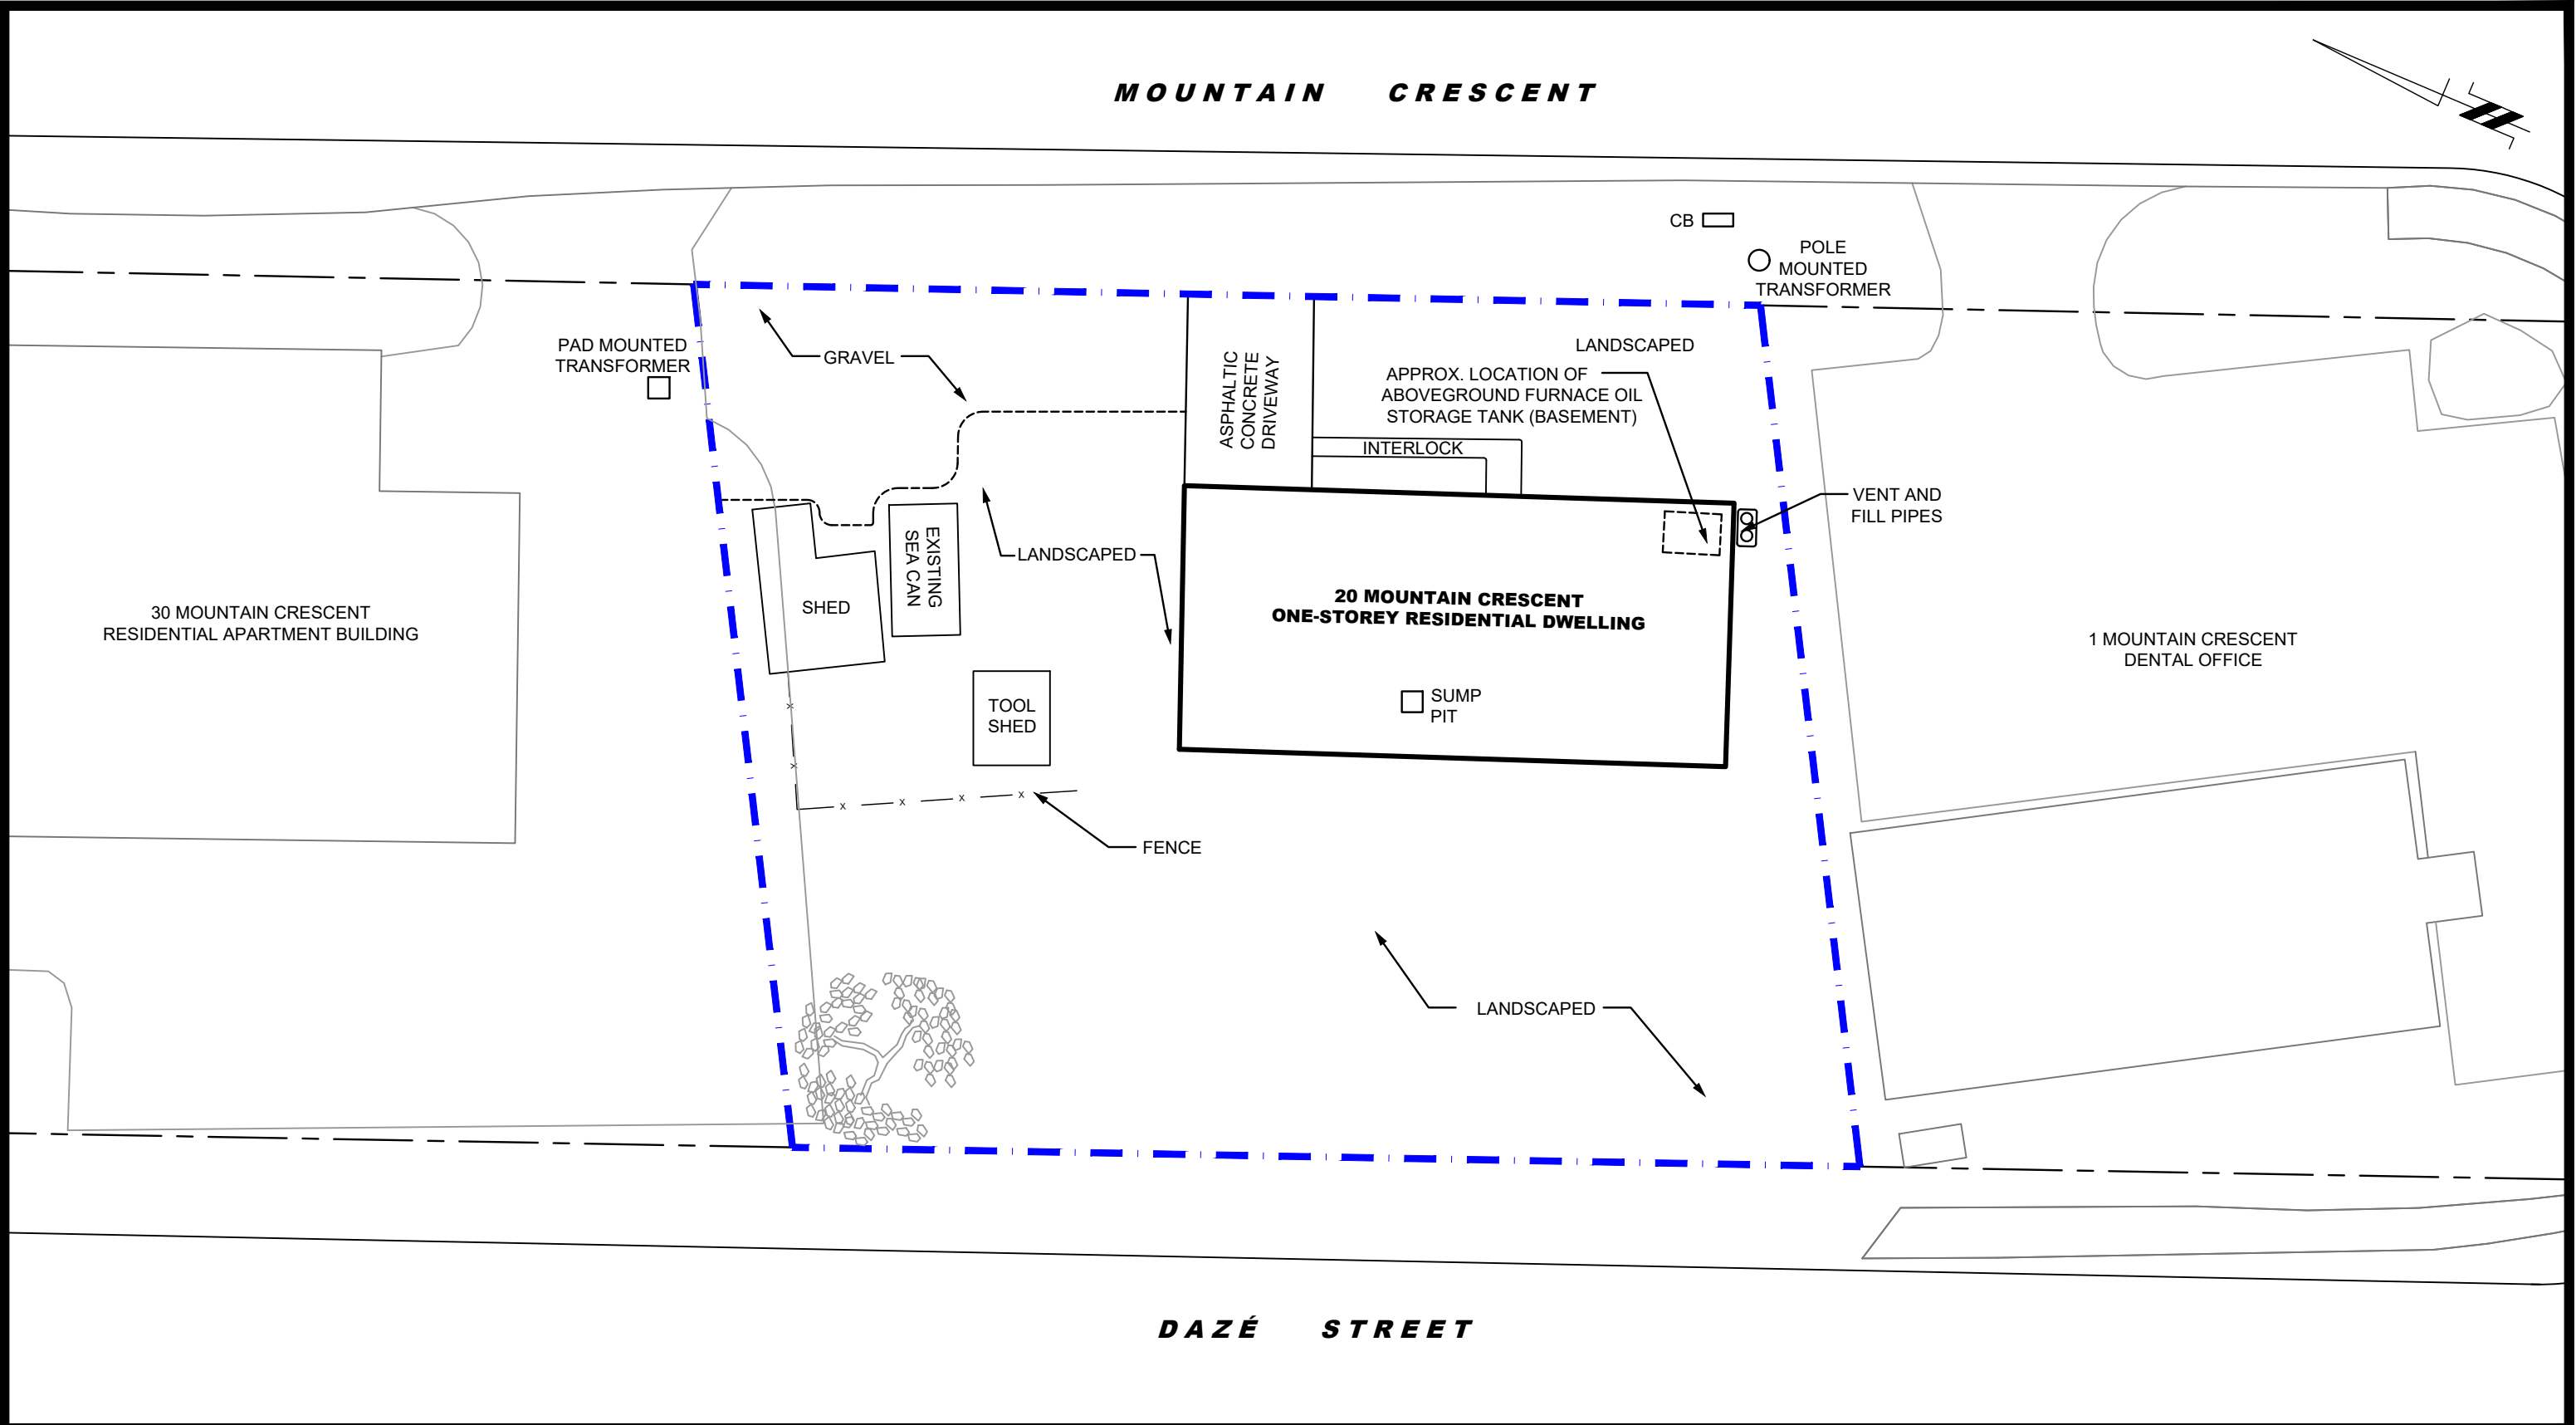 MOUNTAIN CRESCENT
CB
POLE
MOUNTED
TRANSFORMER
PAD MOUNTED
TRANSFORMER
GRAVEL
ASPHALTIC
CONCRETE
DRIVEWAY
LANDSCAPED
APPROX. LOCATION OF
ABOVEGROUND FURNACE OIL
STORAGE TANK (BASEMENT)
INTERLOCK
VENT AND
FILL PIPES
EXISTING
SEA CAN
LANDSCAPED
SHED
30 MOUNTAIN CRESCENT
RESIDENTIAL APARTMENT BUILDING
20 MOUNTAIN CRESCENT
ONE-STOREY RESIDENTIAL DWELLING
1 MOUNTAIN CRESCENT
DENTAL OFFICE
TOOL
SHED
SUMP
PIT
x
x
x
x
x
x
FENCE
LANDSCAPED
DAZÉ STREET